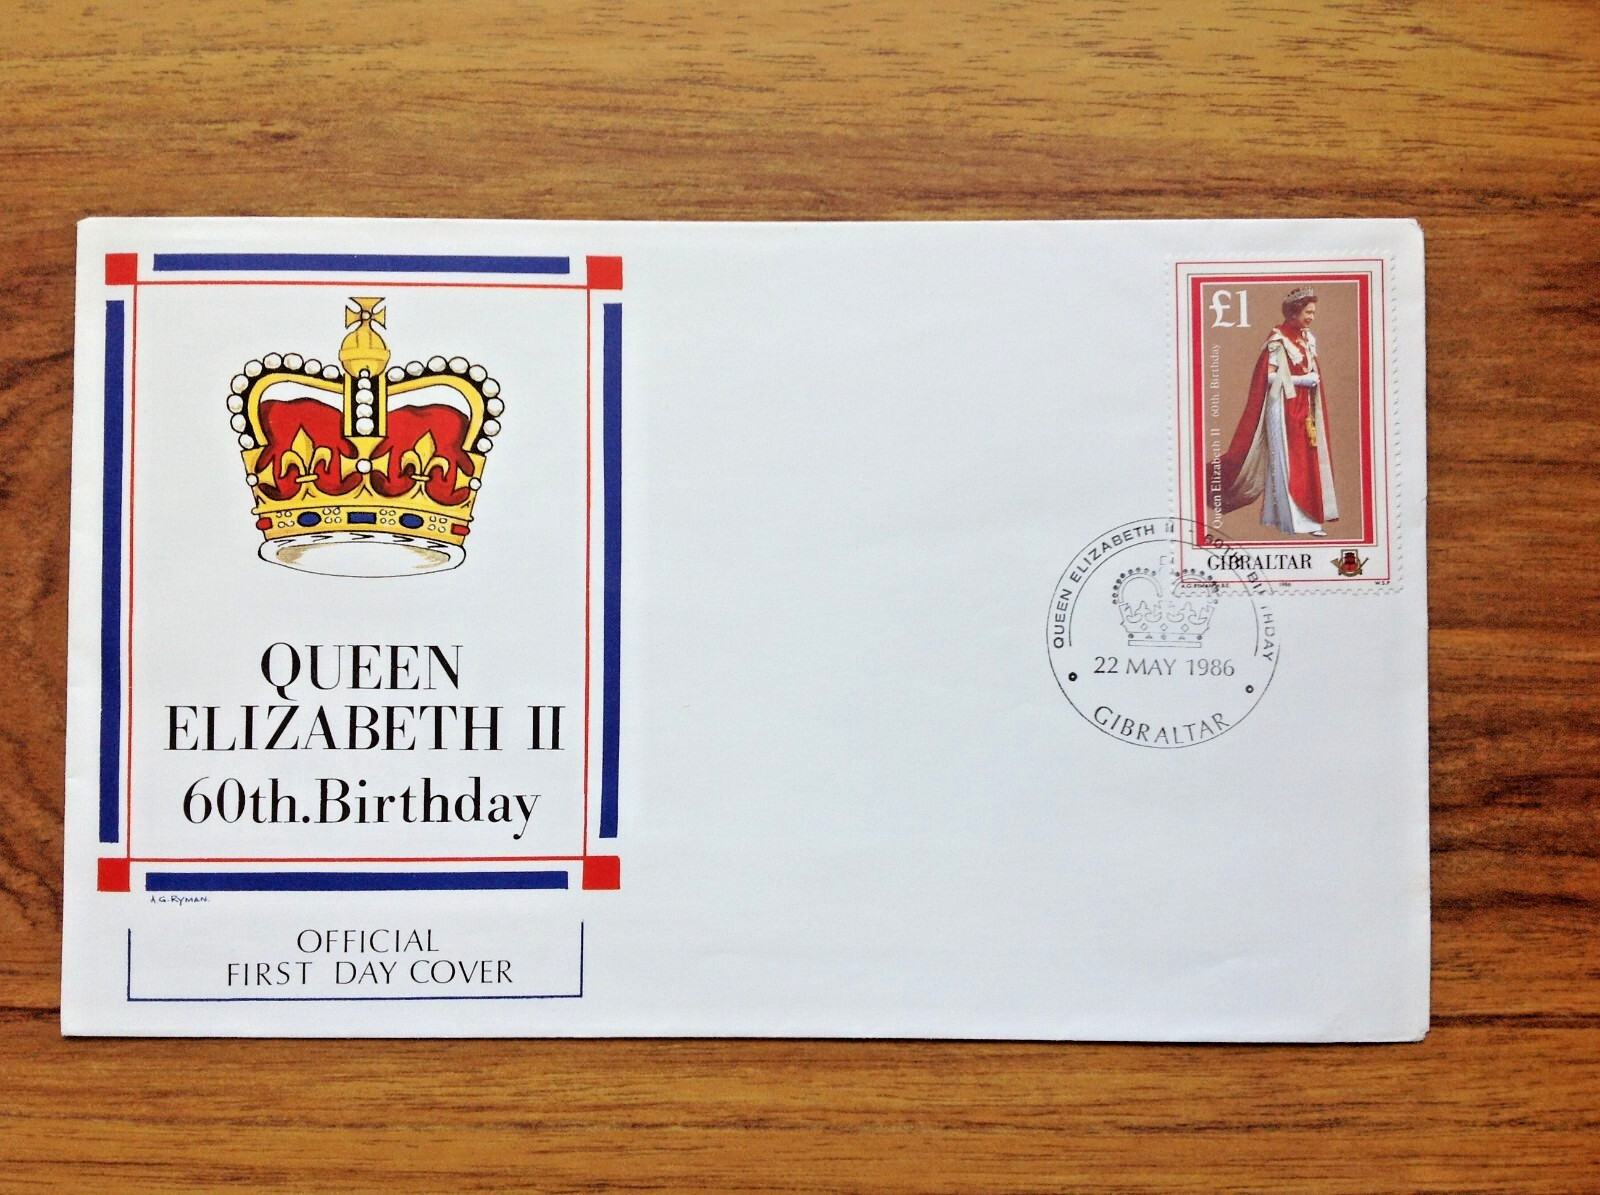 QUEEN
ELIZABETH II
60th.Birthday
A.G.RYMAN.
OFFICIAL
FIRST DAY COVER
£1
Queen Elizabeth II 60th. Birthday
GIBRALTAR
1986
W.S.P
QUEEN ELIZABETH II - 60TH BIRTHDAY
22 MAY 1986
GIBRALTAR